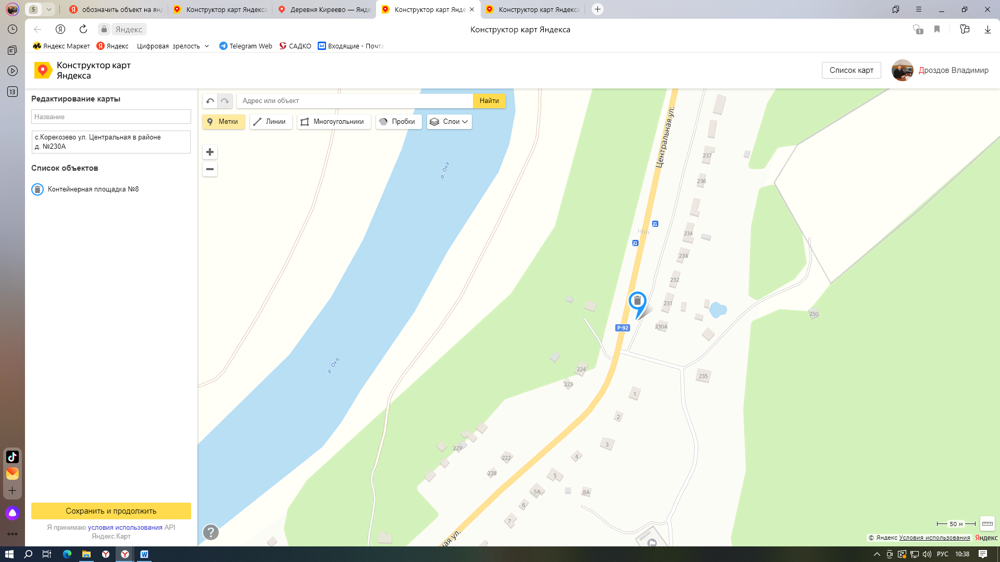 5
обозначить объект на янд
Конструктор карт Яндекса
Деревня Киреево — Янде
Конструктор карт Янде
Конструктор карт Яндекса
Яндекс
Конструктор карт Яндекса
1
Яндекс Маркет
Яндекс
Цифровая зрелость
Telegram Web
САДКО
Входящие - Почта
13
Конструктор карт
Яндекса
Список карт
Дроздов Владимир
Редактирование карты
Название
с.Корекозево ул. Центральная в районе
д. №230А
Список объектов
Контейнерная площадка №8
Адрес или объект
Найти
Метки
Линии
Многоугольники
Пробки
Слои
Центральная ул.
р. Ока
237
236
234
233
232
231
230А
Р-92
250
р. Ока
224
223
235
1
2
3
4
229
222
228
5
5А
8А
6
7
ная ул.
Сохранить и продолжить
Я принимаю условия использования API
Яндекс.Карт
?
50 м
© Яндекс Условия использования Яндекс
РУС
10:38